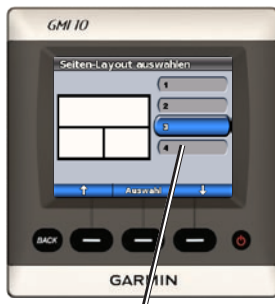 GMI 10
Seiten-Layout auswählen
1
2
3
4
↑ Auswahl ↓
BACK
GARMIN